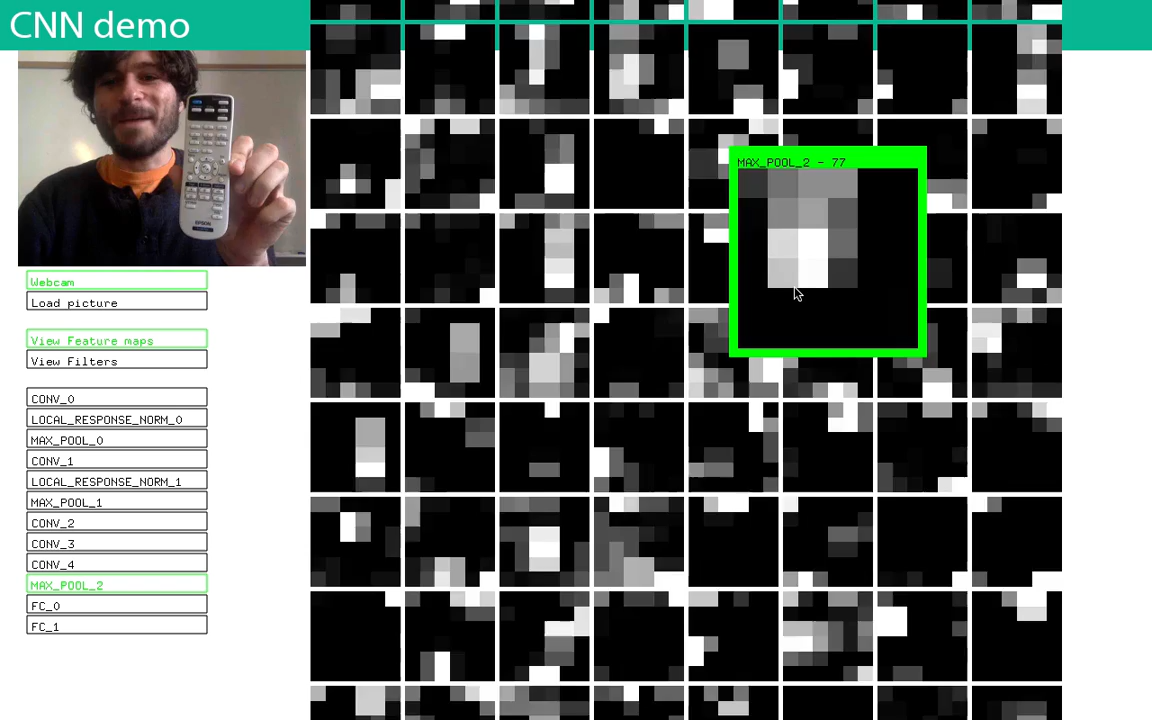 CNN demo
MAX_POOL_2 - 77
EPSON
Webcam
Load picture
View Feature maps
View Filters
CONV_0
LOCAL_RESPONSE_NORM_0
MAX_POOL_0
CONV_1
LOCAL_RESPONSE_NORM_1
MAX_POOL_1
CONV_2
CONV_3
CONV_4
MAX_POOL_2
FC_0
FC_1